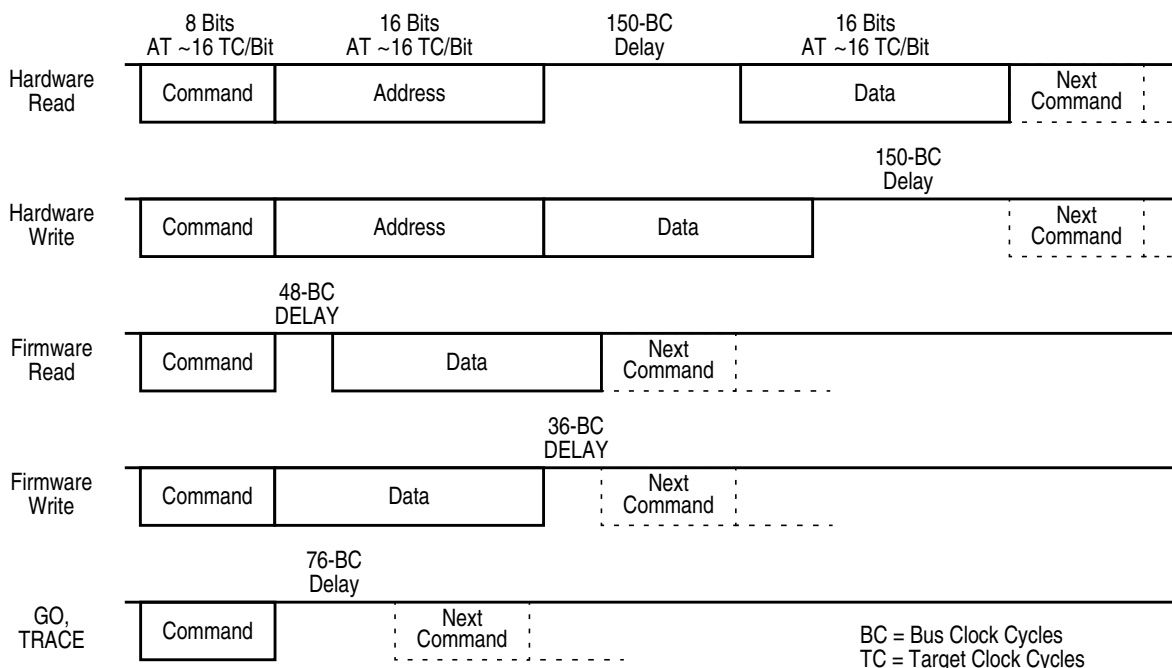 8 Bits
AT ~16 TC/Bit
16 Bits
AT ~16 TC/Bit
150-BC
Delay
16 Bits
AT ~16 TC/Bit
Hardware
Read
Command
Address
Data
Next
Command
150-BC
Delay
Hardware
Write
Command
Address
Data
Next
Command
48-BC
DELAY
Firmware
Read
Command
Data
Next
Command
36-BC
DELAY
Firmware
Write
Command
Data
Next
Command
76-BC
Delay
GO,
TRACE
Command
Next
Command
BC = Bus Clock Cycles
TC = Target Clock Cycles